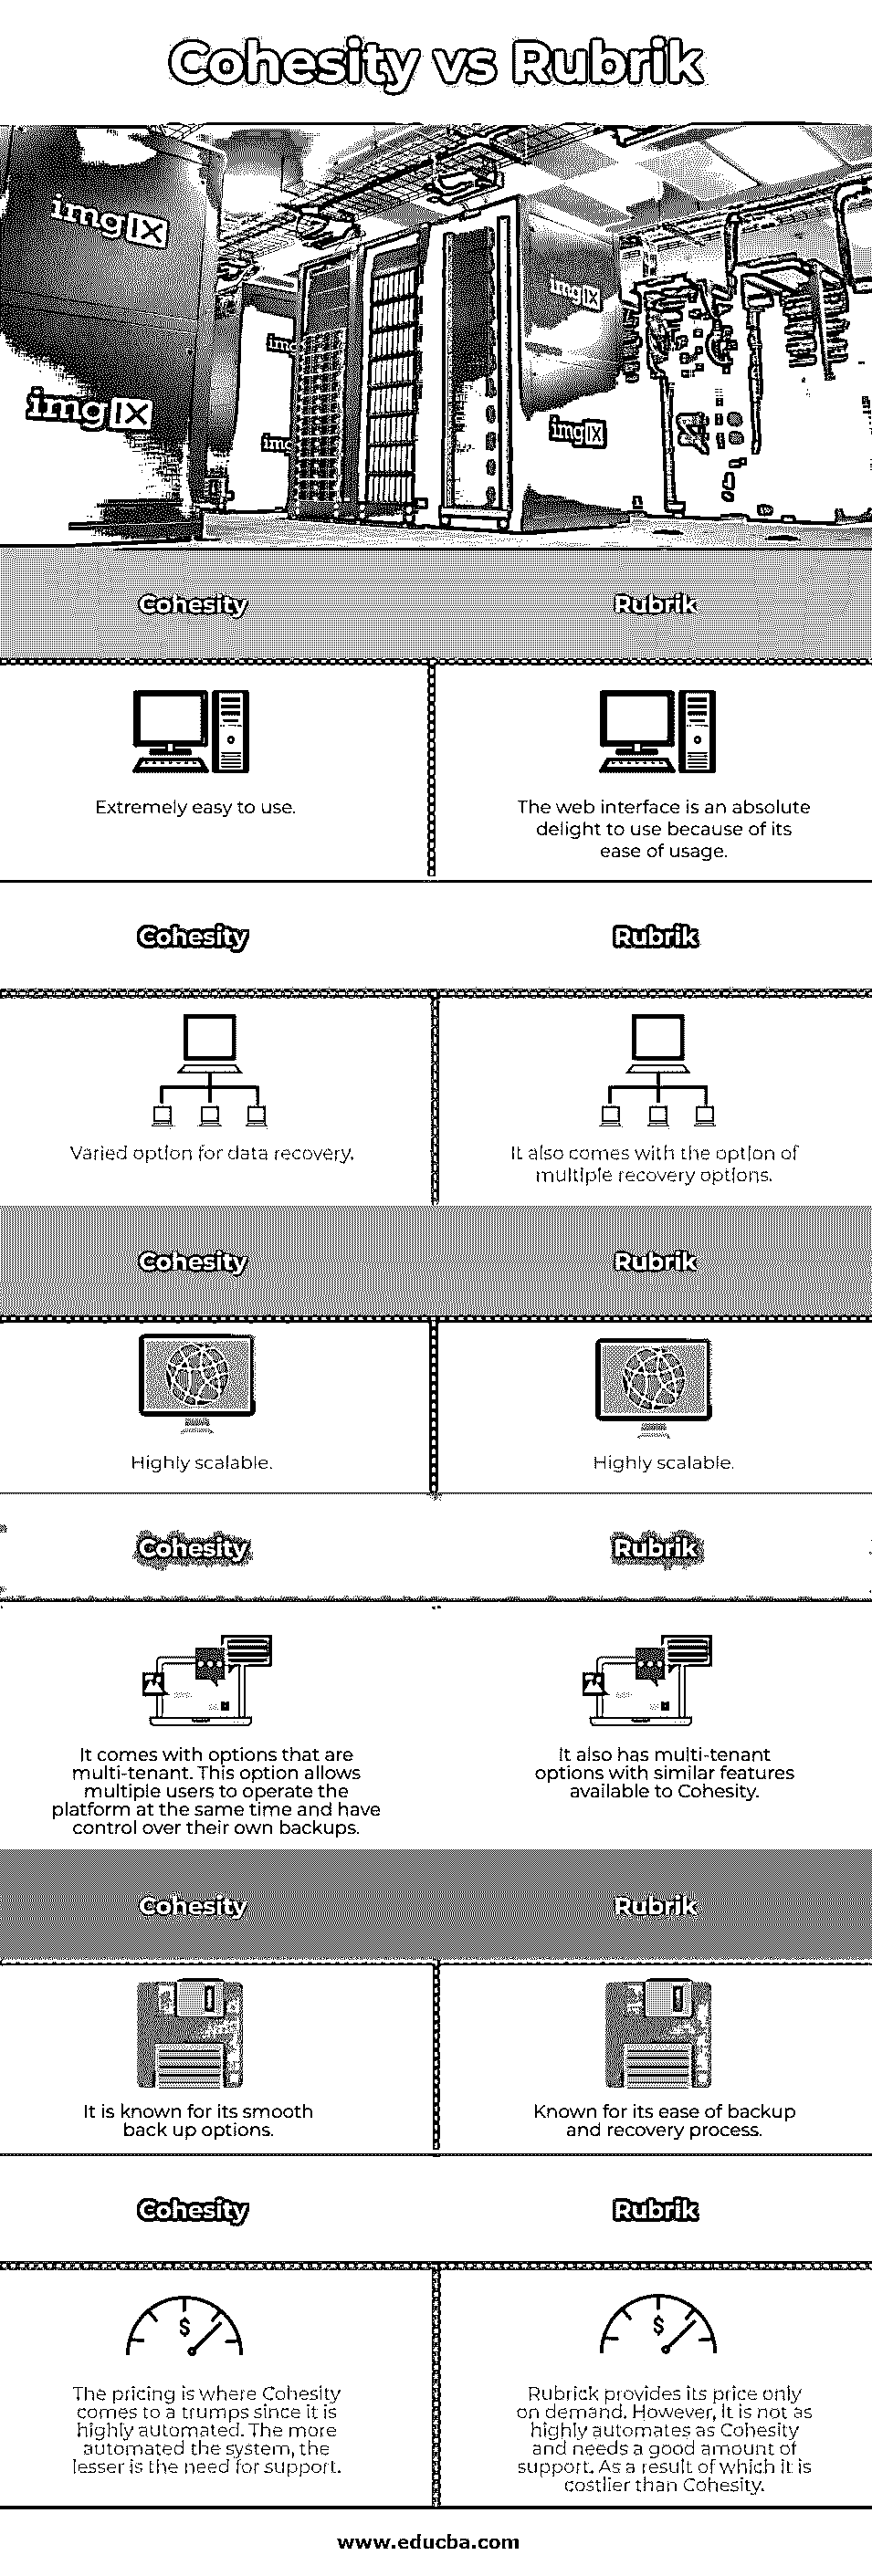 Cohesity vs Rubrik
imgIX
imgIX
img
imgIX
img
imgIX
Cohesity
Rubrik
Extremely easy to use.
The web interface is an absolute
delight to use because of its
ease of usage.
Cohesity
Rubrik
Varied option for data recovery.
It also comes with the option of
multiple recovery options.
Cohesity
Rubrik
Highly scalable.
Highly scalable.
Cohesity
Rubrik
It comes with options that are
multi-tenant. This option allows
multiple users to operate the
platform at the same time and have
control over their own backups.
It also has multi-tenant
options with similar features
available to Cohesity.
Cohesity
Rubrik
It is known for its smooth
back up options.
Known for its ease of backup
and recovery process.
Cohesity
Rubrik
$
$
The pricing is where Cohesity
comes to a trumps since it is
highly automated. The more
automated the system, the
lesser is the need for support.
Rubrick provides its price only
on demand. However, it is not as
highly automates as Cohesity
and needs a good amount of
support. As a result of which it is
costlier than Cohesity.
www.educba.com